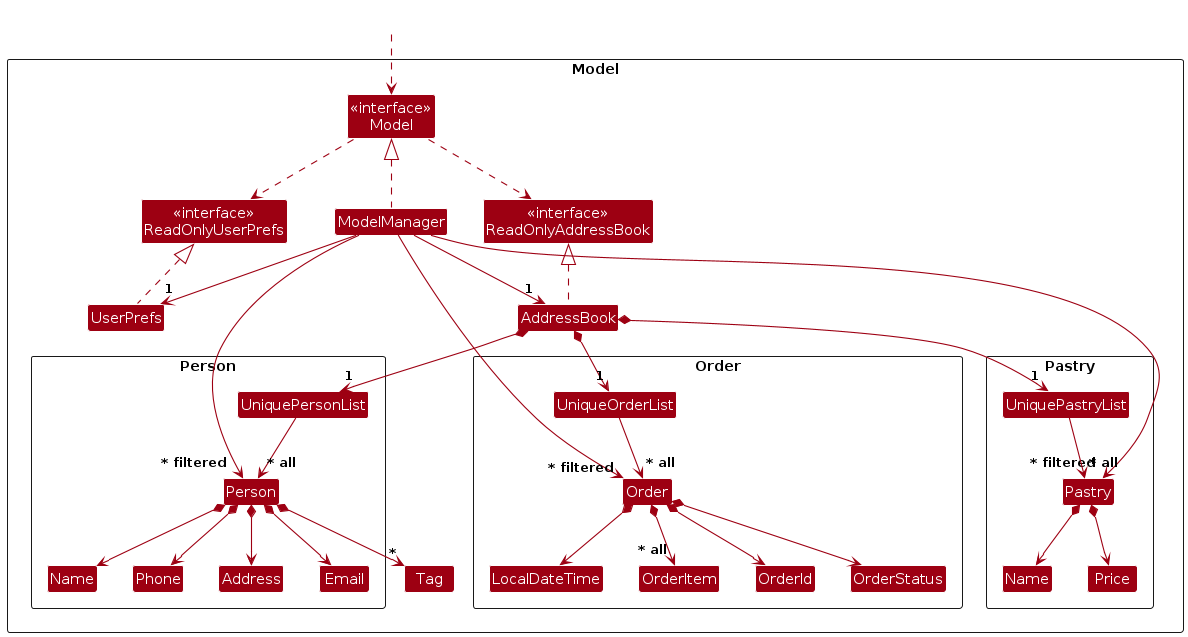 Model
«interface»
Model
«interface»
ReadOnlyUserPrefs
ModelManager
«interface»
ReadOnlyAddressBook
1
1
UserPrefs
AddressBook
Person
Order
Pastry
1
1
1
UniquePersonList
UniqueOrderList
UniquePastryList
* filtered
* all
* filtered
* all
* filtered
* all
Person
Order
Pastry
*
* all
Name
Phone
Address
Email
Tag
LocalDateTime
OrderItem
OrderId
OrderStatus
Name
Price